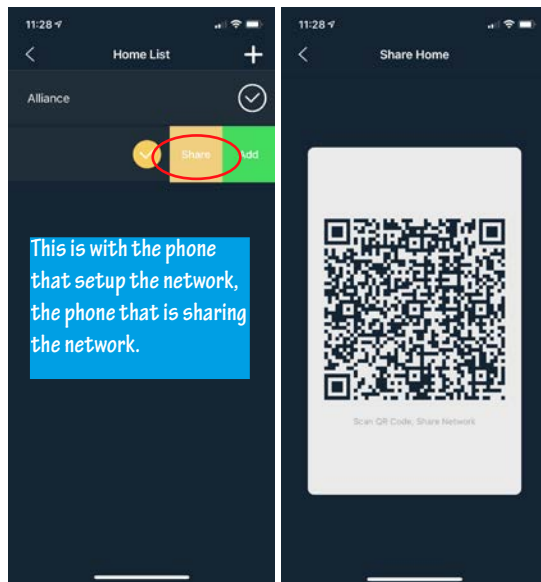 11:28
Home List
Alliance
Share
Add
This is with the phone
that setup the network,
the phone that is sharing
the network.
11:28
Share Home
Scan QR Code, Share Network